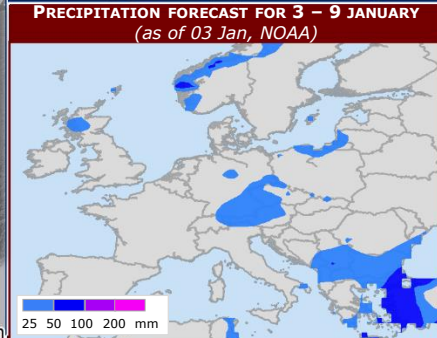 PRECIPITATION FORECAST FOR 3 – 9 JANUARY
(as of 03 Jan, NOAA)
25 50 100 200 mm